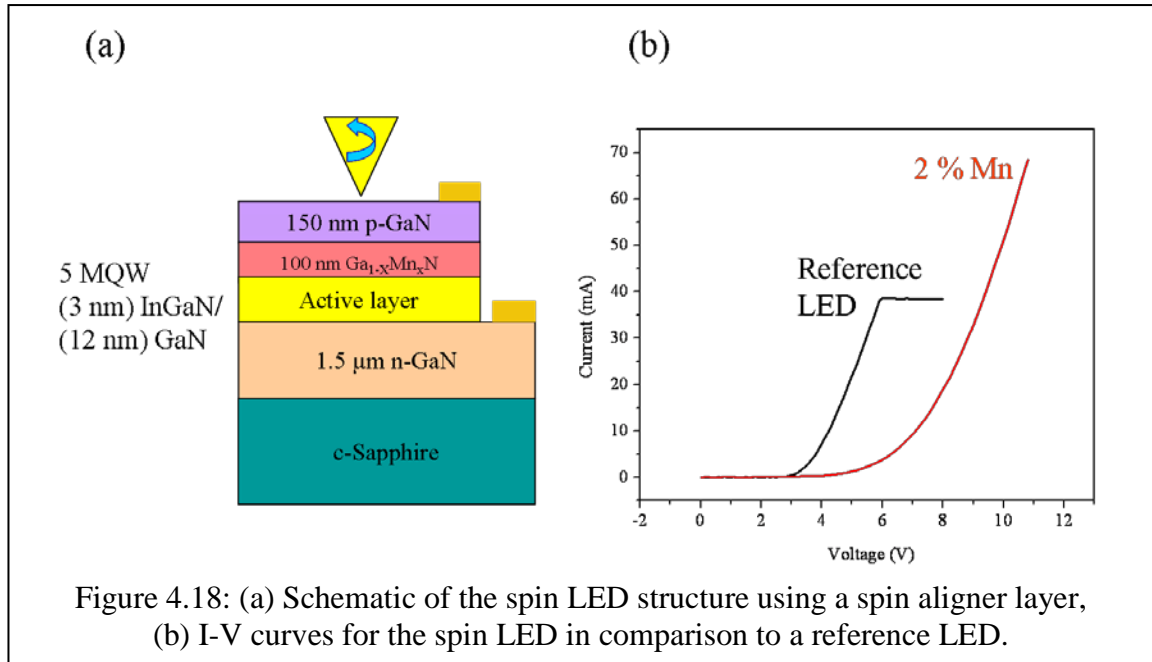 (a)
150 nm p-GaN
100 nm Ga₁₋ₓMnₓN
Active layer
1.5 μm n-GaN
c-Sapphire
5 MQW
(3 nm) InGaN/
(12 nm) GaN
(b)
70
60
50
40
30
20
10
0
Current (mA)
2 % Mn
Reference
LED
-2 0 2 4 6 8 10 12
Voltage (V)
Figure 4.18: (a) Schematic of the spin LED structure using a spin aligner layer,
(b) I-V curves for the spin LED in comparison to a reference LED.